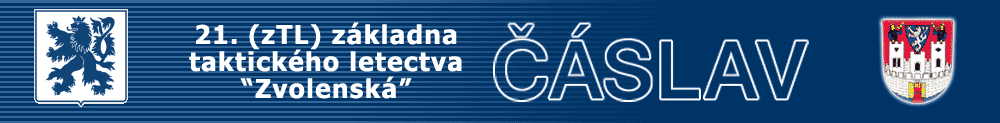 21. (zTL) základna
taktického letectva
“Zvolenská”
ČÁSLAV